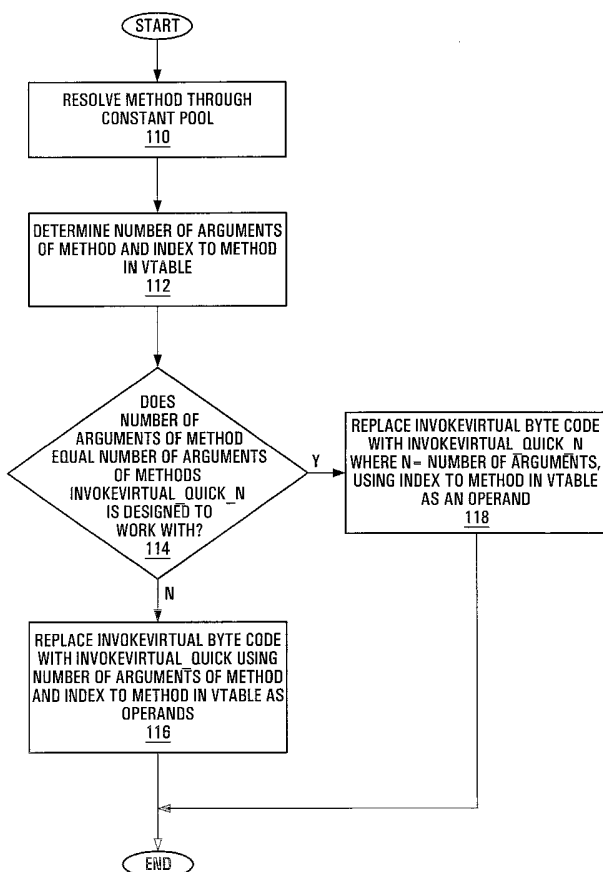 START
RESOLVE METHOD THROUGH
CONSTANT POOL
110
DETERMINE NUMBER OF ARGUMENTS
OF METHOD AND INDEX TO METHOD
IN VTABLE
112
DOES
NUMBER OF
ARGUMENTS OF METHOD
EQUAL NUMBER OF ARGUMENTS
OF METHODS
INVOKEVIRTUAL_QUICK_N
IS DESIGNED TO
WORK WITH?
114
Y
REPLACE INVOKEVIRTUAL BYTE CODE
WITH INVOKEVIRTUAL_QUICK_N
WHERE N= NUMBER OF ARGUMENTS,
USING INDEX TO METHOD IN VTABLE
AS AN OPERAND
118
N
REPLACE INVOKEVIRTUAL BYTE CODE
WITH INVOKEVIRTUAL_QUICK USING
NUMBER OF ARGUMENTS OF METHOD
AND INDEX TO METHOD IN VTABLE AS
OPERANDS
116
END